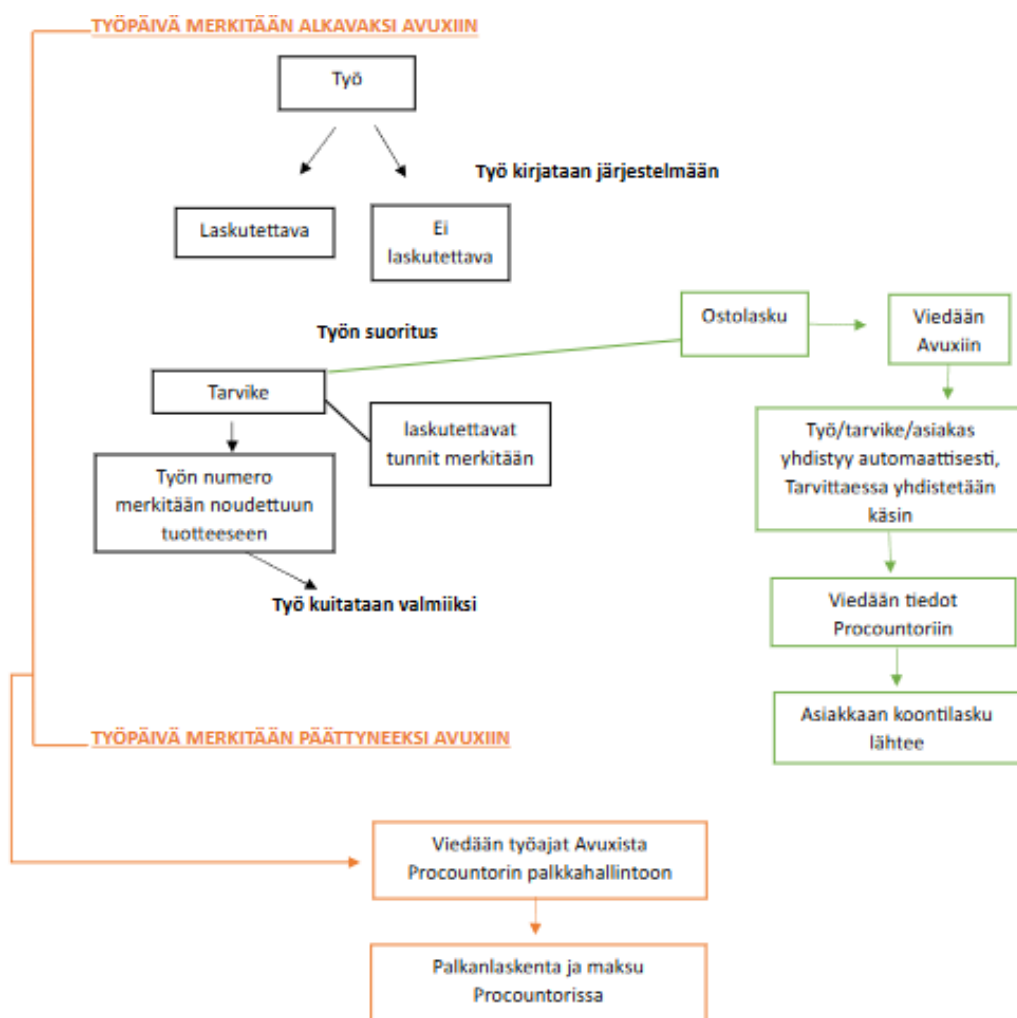 TYÖPÄIVÄ MERKITÄÄN ALKAVAKSI AVUXIIN
Työ
Työ kirjataan järjestelmään
Laskutettava
Ei
laskutettava
Työn suoritus
Ostolasku
Viedään
Avuxiin
Tarvike
laskutettavat
tunnit merkitään
Työ/tarvike/asiakas
yhdistyy automaattisesti,
Tarvittaessa yhdistetään
käsin
Työn numero
merkitään noudettuun
tuotteeseen
Työ kuitataan valmiiksi
Viedään tiedot
Procountoriin
Asiakkaan koontilasku
lähtee
TYÖPÄIVÄ MERKITÄÄN PÄÄTTYNEEKSI AVUXIIN
Viedään työajat Avuxista
Procountorin palkkahallintoon
Palkanlaskenta ja maksu
Procountorissa